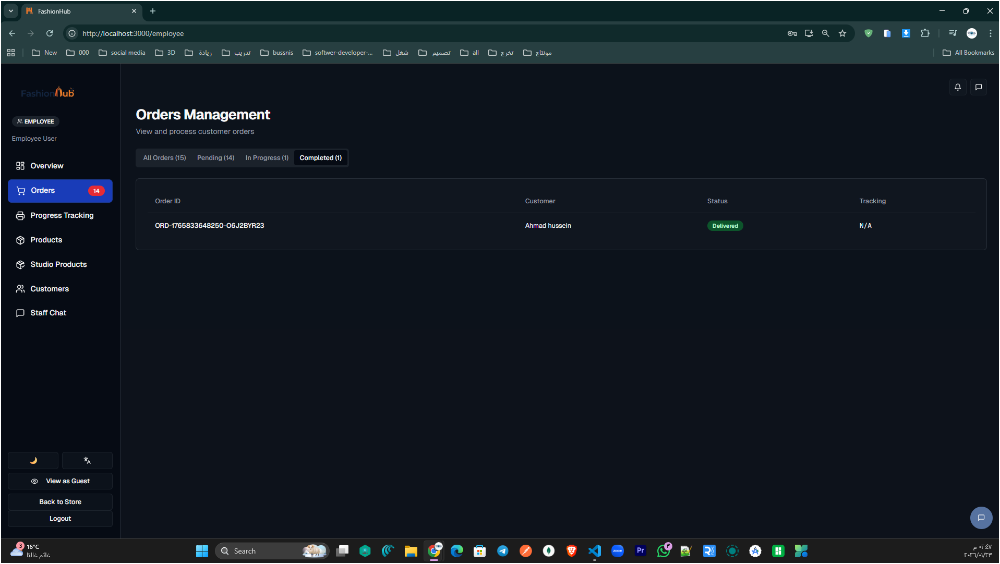 FashionHub
http://localhost:3000/employee
New
000
social media
3D
ريادة
تدريب
bussnis
softwer-developer-...
شغل
تصميم
all
تخرج
مونتاج
All Bookmarks
FashionHub
EMPLOYEE
Employee User
Overview
Orders
14
Progress Tracking
Products
Studio Products
Customers
Staff Chat
View as Guest
Back to Store
Logout
Orders Management
View and process customer orders
All Orders (15)
Pending (14)
In Progress (1)
Completed (1)
Order ID
Customer
Status
Tracking
ORD-1765833648250-O6J2BYR23
Ahmad hussein
Delivered
N/A
3
16°C
غائم غالبًا
Search
zoom
Pr
٣
٠٢:٤٧ م
٢٠٢٦/٠١/٢٣